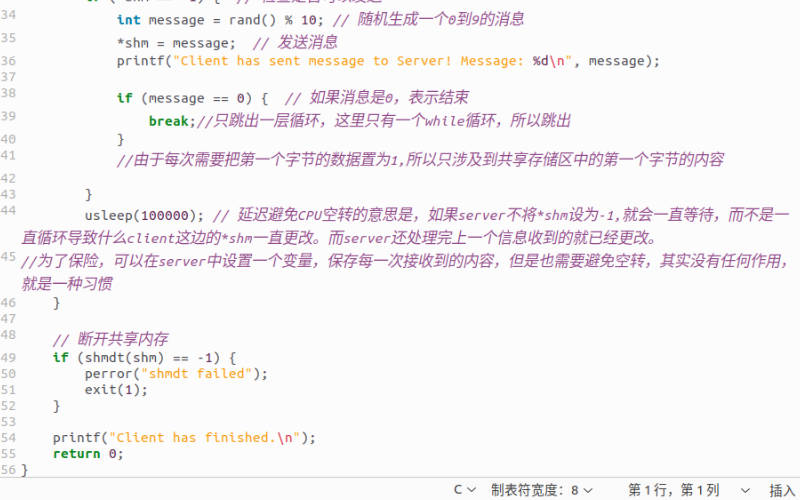 34 int message = rand() % 10; // 随机生成一个0到9的消息
35 *shm = message;  // 发送消息
36 printf("Client has sent message to Server! Message: %d\n", message);
37
38 if (message == 0) {  // 如果消息是0，表示结束
39 break;//只跳出一层循环，这里只有一个while循环，所以跳出
40 }
41 //由于每次需要把第一个字节的数据置为1,所以只涉及到共享存储区中的第一个字节的内容
42
43 }
44 usleep(100000); // 延迟避免CPU空转的意思是，如果server不将*shm设为-1,就会一直等待，而不是一
直循环导致什么client这边的*shm一直更改。而server还处理完上一个信息收到的就已经更改。
45 //为了保险，可以在server中设置一个变量，保存每一次接收到的内容，但是也需要避免空转，其实没有任何作用，
就是一种习惯
46 }
47
48 // 断开共享内存
49 if (shmdt(shm) == -1) {
50 perror("shmdt failed");
51 exit(1);
52 }
53
54 printf("Client has finished.\n");
55 return 0;
56 }
C 制表符宽度：8 第 1 行，第 1 列 插入